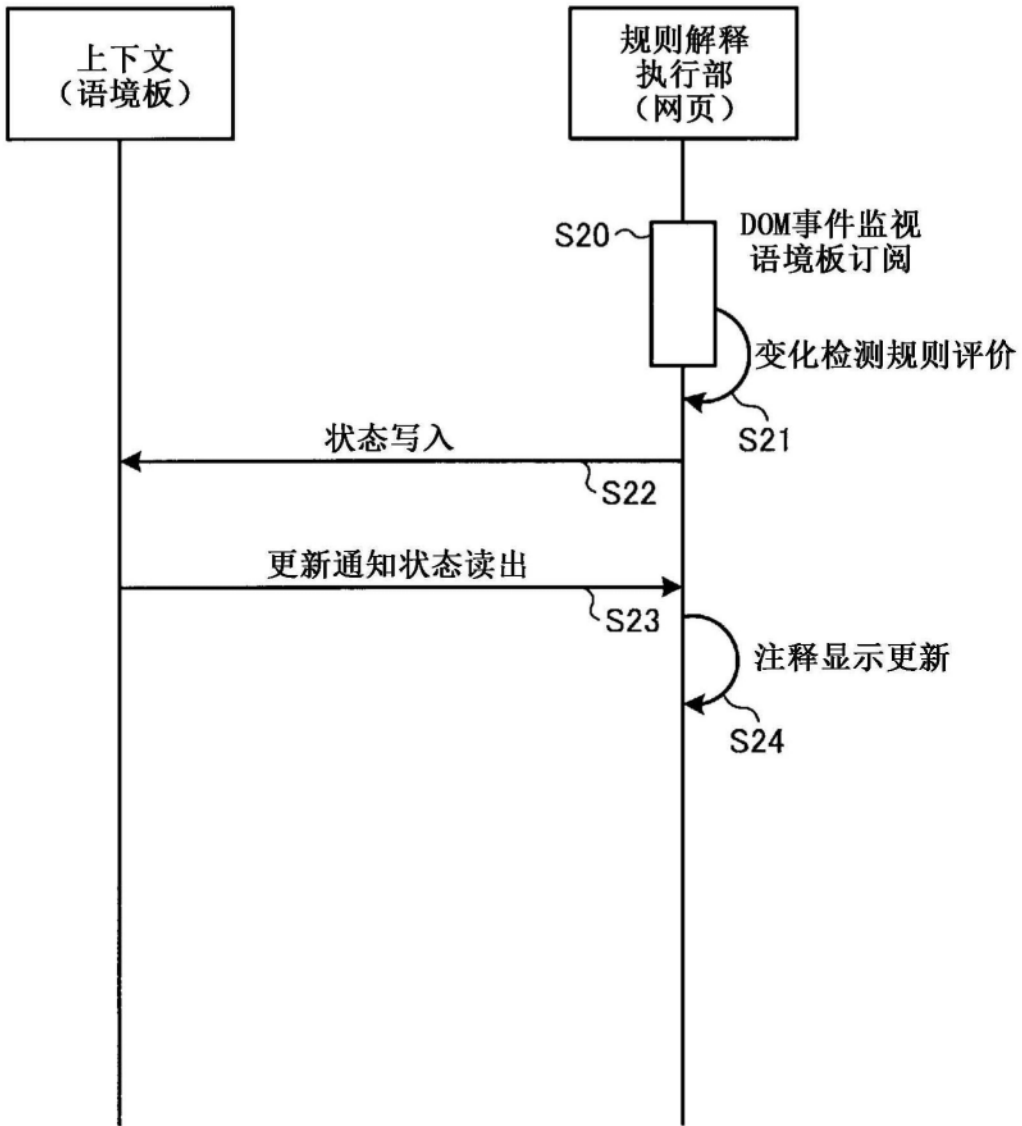 上下文
（语境板）
规则解释
执行部
（网页）
S20
DOM事件监视
语境板订阅
变化检测规则评价
S21
状态写入
S22
更新通知状态读出
S23
注释显示更新
S24